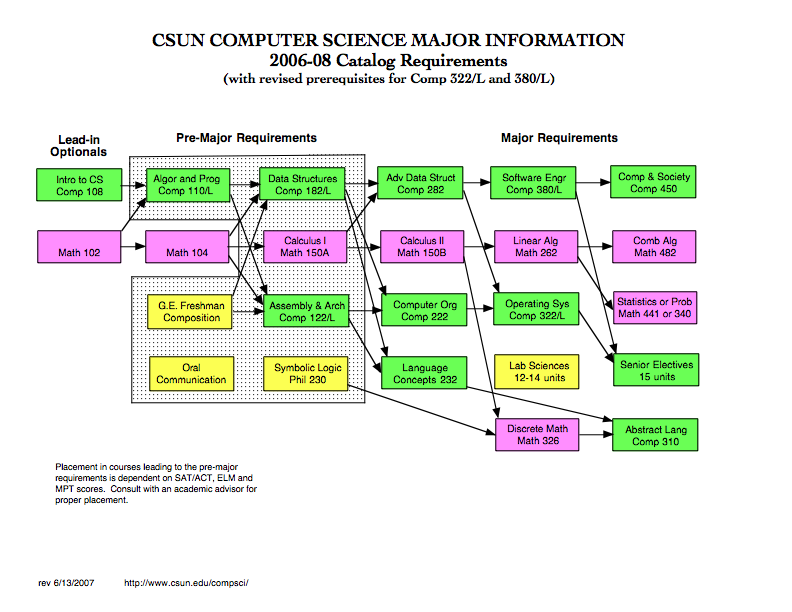 CSUN COMPUTER SCIENCE MAJOR INFORMATION
2006-08 Catalog Requirements
(with revised prerequisites for Comp 322/L and 380/L)
Lead-in
Optionals
Pre-Major Requirements
Major Requirements
Intro to CS
Comp 108
Algor and Prog
Comp 110/L
Data Structures
Comp 182/L
Adv Data Struct
Comp 282
Software Engr
Comp 380/L
Comp & Society
Comp 450
Math 102
Math 104
Calculus I
Math 150A
Calculus II
Math 150B
Linear Alg
Math 262
Comb Alg
Math 482
G.E. Freshman
Composition
Assembly & Arch
Comp 122/L
Computer Org
Comp 222
Operating Sys
Comp 322/L
Statistics or Prob
Math 441 or 340
Oral
Communication
Symbolic Logic
Phil 230
Language
Concepts 232
Lab Sciences
12-14 units
Senior Electives
15 units
Discrete Math
Math 326
Abstract Lang
Comp 310
Placement in courses leading to the pre-major
requirements is dependent on SAT/ACT, ELM and
MPT scores. Consult with an academic advisor for
proper placement.
rev 6/13/2007
http://www.csun.edu/compsci/